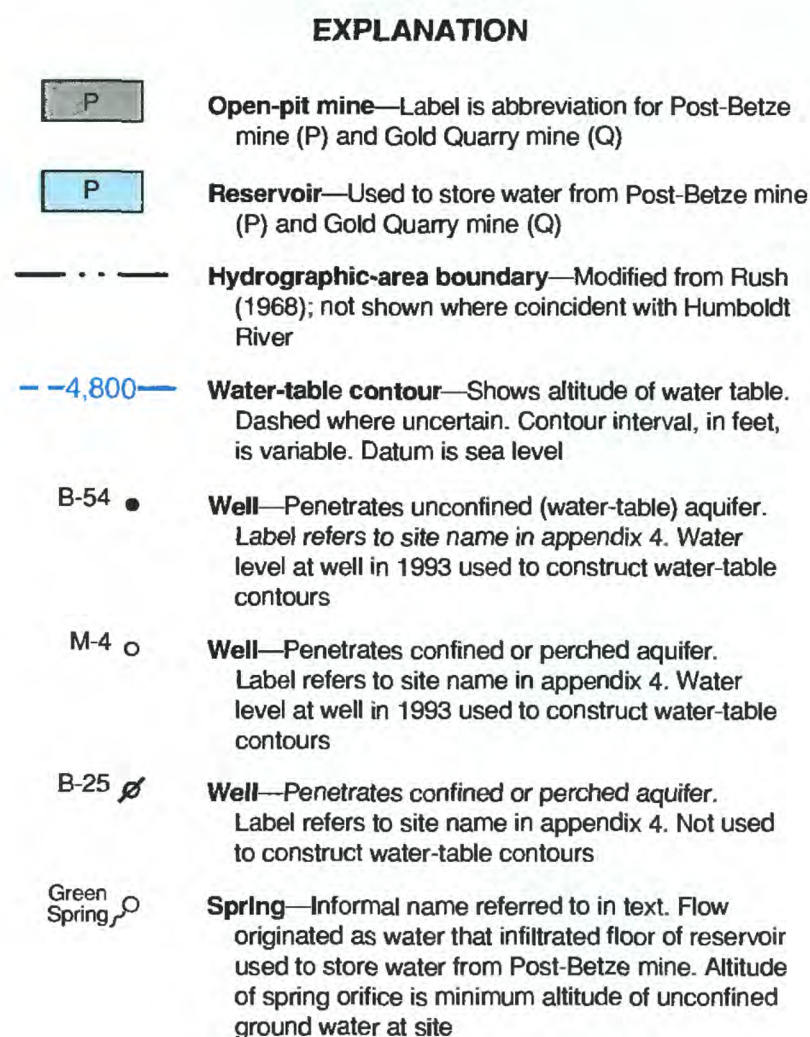 EXPLANATION
P
Open-pit mine—Label is abbreviation for Post-Betze
mine (P) and Gold Quarry mine (Q)
P
Reservoir—Used to store water from Post-Betze mine
(P) and Gold Quarry mine (Q)
Hydrographic-area boundary—Modified from Rush
(1968); not shown where coincident with Humboldt
River
4,800
Water-table contour—Shows altitude of water table.
Dashed where uncertain. Contour interval, in feet,
is variable. Datum is sea level
B-54
Well—Penetrates unconfined (water-table) aquifer.
Label refers to site name in appendix 4. Water
level at well in 1993 used to construct water-table
contours
M-4
Well—Penetrates confined or perched aquifer.
Label refers to site name in appendix 4. Water
level at well in 1993 used to construct water-table
contours
B-25
Well—Penetrates confined or perched aquifer.
Label refers to site name in appendix 4. Not used
to construct water-table contours
Green
Spring
Spring—Informal name referred to in text. Flow
originated as water that infiltrated floor of reservoir
used to store water from Post-Betze mine. Altitude
of spring orifice is minimum altitude of unconfined
ground water at site